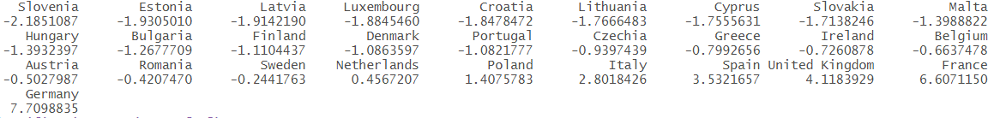 Slovenia Estonia Latvia Luxembourg Croatia Lithuania Cyprus Slovakia Malta
-2.1851087 -1.9305010 -1.9142190 -1.8845460 -1.8478472 -1.7666483 -1.7555631 -1.7138246 -1.3988822
Hungary Bulgaria Finland Denmark Portugal Czechia Greece Ireland Belgium
-1.3932397 -1.2677709 -1.1104437 -1.0863597 -1.0821777 -0.9397439 -0.7992656 -0.7260878 -0.6637478
Austria Romania Sweden Netherlands Poland Italy Spain United Kingdom France
-0.5027987 -0.4207470 -0.2441763 0.4567207 1.4075783 2.8018426 3.5321657 4.1183929 6.6071150
Germany
7.7098835